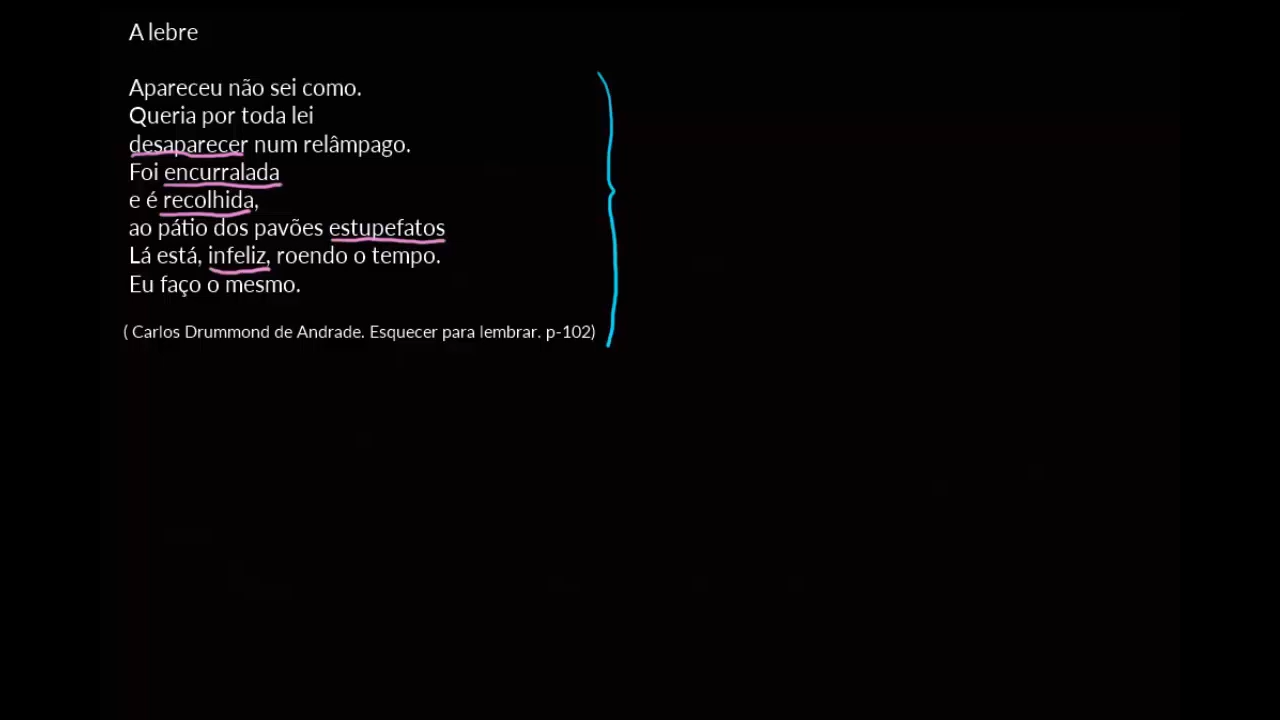 A lebre
Apareceu não sei como.
Queria por toda lei
desaparecer num relâmpago.
Foi encurralada
e é recolhida,
ao pátio dos pavões estupefatos
Lá está, infeliz, roendo o tempo.
Eu faço o mesmo.
( Carlos Drummond de Andrade. Esquecer para lembrar. p-102)